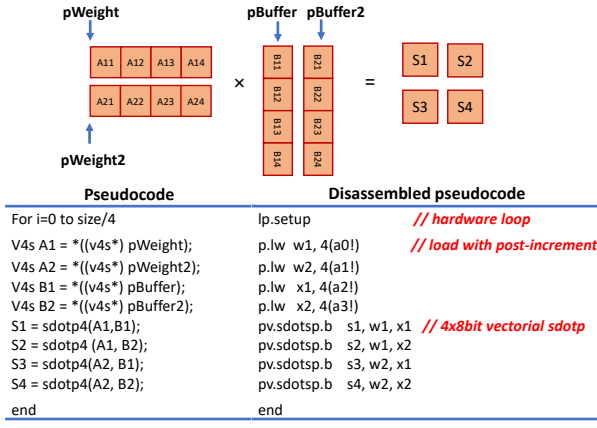 pWeight pBuffer pBuffer2
A11 A12 A13 A14
A21 A22 A23 A24
pWeight2
×
B11 B12 B13 B14
B21 B22 B23 B24
=
S1 S2
S3 S4
Pseudocode Disassembled pseudocode
For i=0 to size/4 lp.setup // hardware loop
V4s A1 = *((v4s*) pWeight); p.lw w1, 4(a0!) // load with post-increment
V4s A2 = *((v4s*) pWeight2); p.lw w2, 4(a1!)
V4s B1 = *((v4s*) pBuffer); p.lw x1, 4(a2!)
V4s B2 = *((v4s*) pBuffer2); p.lw x2, 4(a3!)
S1 = sdotp4(A1,B1); pv.sdotsp.b s1, w1, x1 // 4x8bit vectorial sdotp
S2 = sdotp4 (A1, B2); pv.sdotsp.b s2, w1, x2
S3 = sdotp4(A2, B1); pv.sdotsp.b s3, w2, x1
S4 = sdotp4(A2, B2); pv.sdotsp.b s4, w2, x2
end end